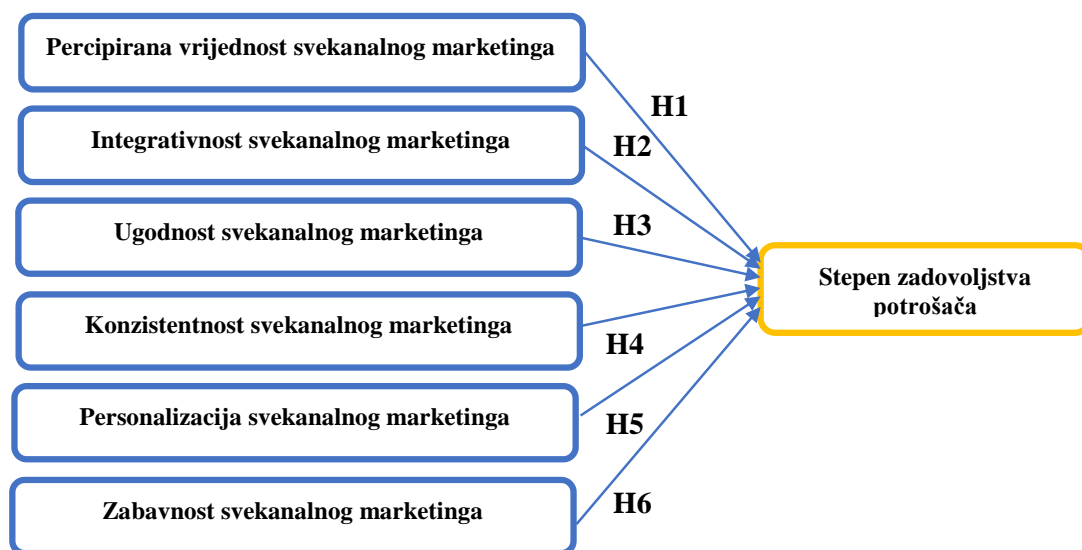 Percipirana vrijednost svekanalnog marketinga
H1
Integrativnost svekanalnog marketinga
H2
Ugodnost svekanalnog marketinga
H3
Stepen zadovoljstva
potrošača
Konzistentnost svekanalnog marketinga
H4
Personalizacija svekanalnog marketinga
H5
Zabavnost svekanalnog marketinga
H6